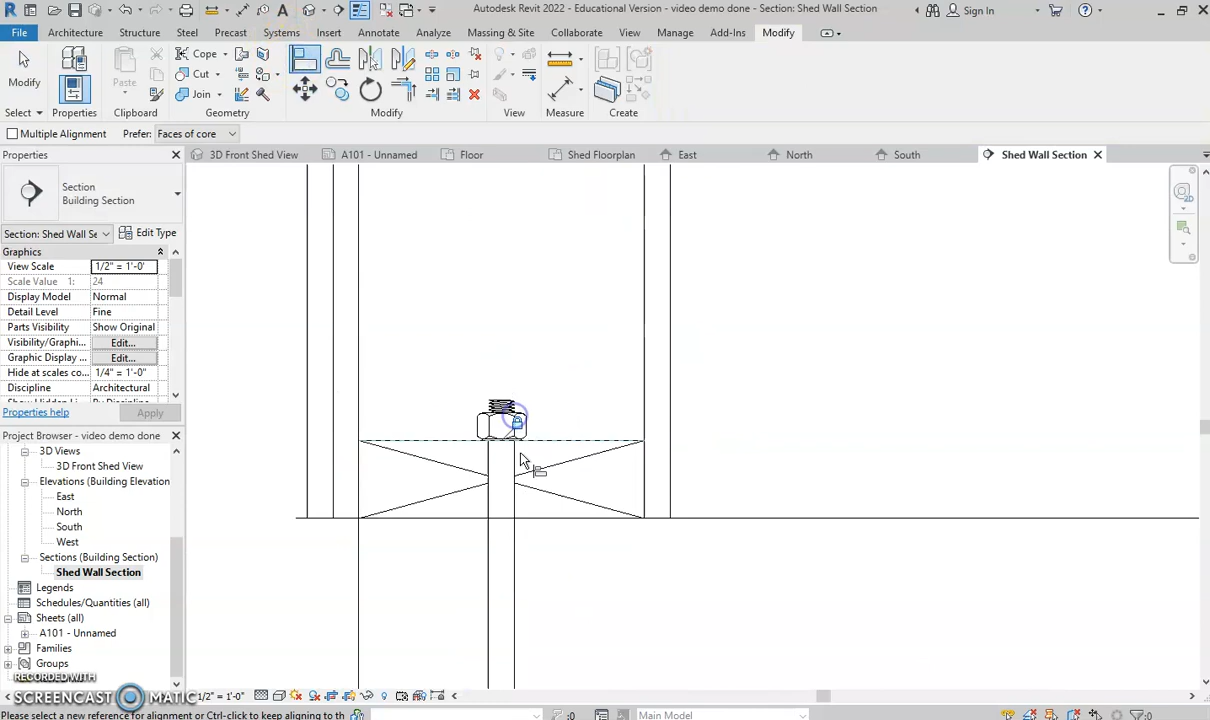 Autodesk Revit 2022 - Educational Version - video demo done - Section: Shed Wall Section
Sign In
File Architecture Structure Steel Precast Systems Insert Annotate Analyze Massing & Site Collaborate View Manage Add-Ins Modify
Modify
Paste
Cope
Cut
Join
Select Properties Clipboard Geometry Modify View Measure Create
Multiple Alignment Prefer: Faces of core
Properties
3D Front Shed View A101 - Unnamed Floor Shed Floorplan East North South Shed Wall Section
Section
Building Section
Section: Shed Wall Se Edit Type
Graphics
View Scale 1/2" = 1'-0'
Scale Value 1: 24
Display Model Normal
Detail Level Fine
Parts Visibility Show Original
Visibility/Graphi... Edit...
Graphic Display ... Edit...
Hide at scales co... 1/4" = 1'-0"
Discipline Architectural
Properties help Apply
Project Browser - video demo done
3D Views
3D Front Shed View
Elevations (Building Elevation
East
North
South
West
Sections (Building Section)
Shed Wall Section
Legends
Schedules/Quantities (all)
Sheets (all)
A101 - Unnamed
Families
Groups
RECORDED WITH
SCREENCAST MATIC
1/2" = 1'-0"
Please select a new reference for alignment or Ctrl-click to keep aligning to th
:0
Main Model
:0
2D